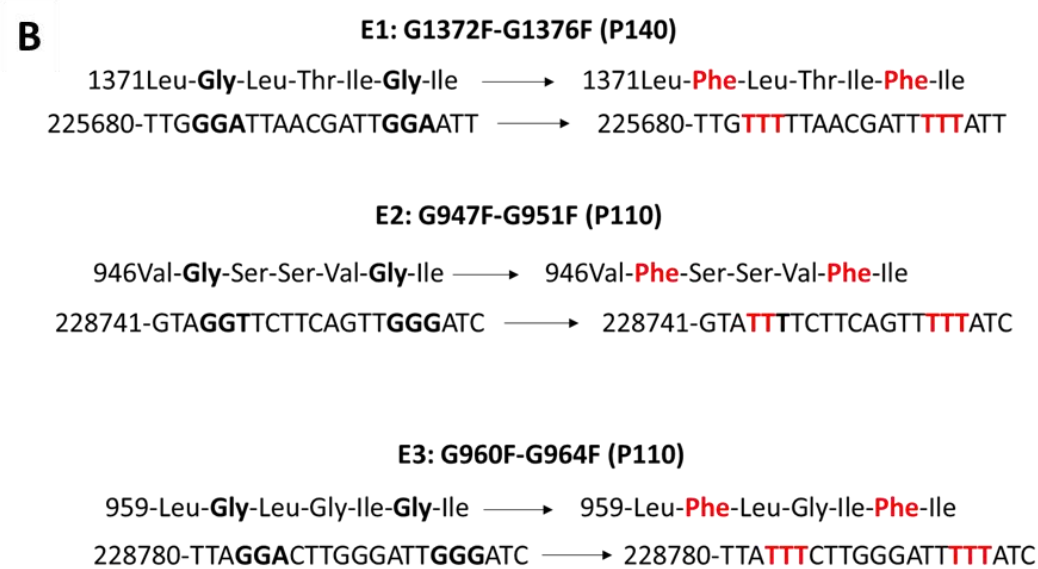 B
E1: G1372F-G1376F (P140)
1371Leu-Gly-Leu-Thr-Ile-Gly-Ile → 1371Leu-Phe-Leu-Thr-Ile-Phe-Ile
225680-TTGGGATTAACGATTGGAATT → 225680-TTGTTTTTAACGATTTTTATT
E2: G947F-G951F (P110)
946Val-Gly-Ser-Ser-Val-Gly-Ile → 946Val-Phe-Ser-Ser-Val-Phe-Ile
228741-GTAGGTTCTTCAGTTGGGATC → 228741-GTATTTTCTTCAGTTTTTATC
E3: G960F-G964F (P110)
959-Leu-Gly-Leu-Gly-Ile-Gly-Ile → 959-Leu-Phe-Leu-Gly-Ile-Phe-Ile
228780-TTAGGACTTGGGATTGGGATC → 228780-TTATTTCTTGGGATTTTTATC